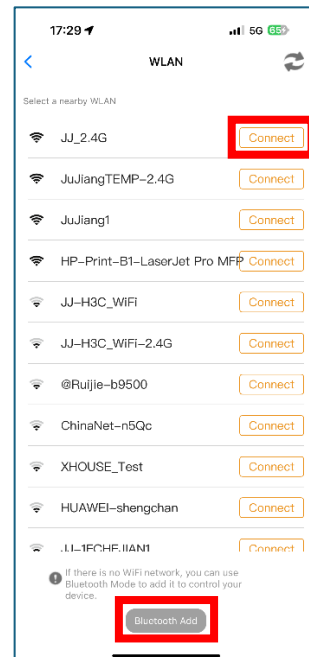 17:29 5G 65
WLAN
Select a nearby WLAN
JJ_2.4G Connect
JuJiangTEMP-2.4G Connect
JuJiang1 Connect
HP-Print-B1-LaserJet Pro MFP Connect
JJ-H3C_WiFi Connect
JJ-H3C_WiFi-2.4G Connect
@Ruijie-b9500 Connect
ChinaNet-n5Qc Connect
XHOUSE_Test Connect
HUAWEI-shengchan Connect
JJ-1FCHEJIAN1 Connect
If there is no WiFi network, you can use
Bluetooth Mode to add it to control your
device.
Bluetooth Add